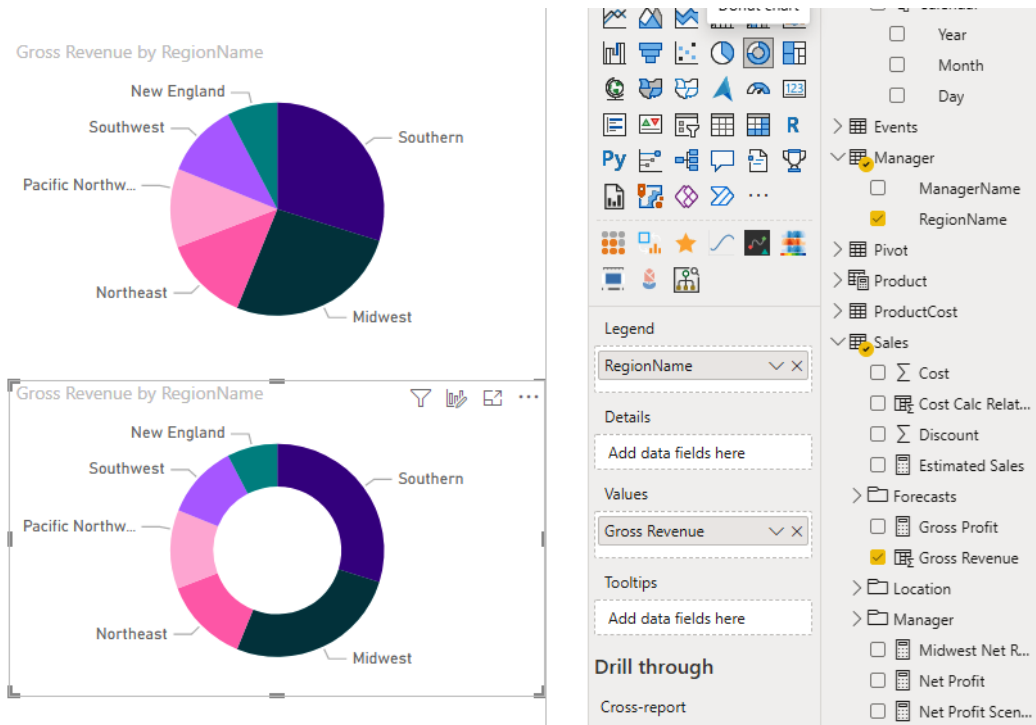 Gross Revenue by RegionName
New England
Southwest
Southern
Pacific Northw...
Northeast
Midwest
Gross Revenue by RegionName
New England
Southwest
Southern
Pacific Northw...
Northeast
Midwest
Donut chart
123
R
Py
Legend
RegionName
Details
Add data fields here
Values
Gross Revenue
Tooltips
Add data fields here
Drill through
Cross-report
Calendar
Year
Month
Day
Events
Manager
ManagerName
RegionName
Pivot
Product
ProductCost
Sales
Cost
Cost Calc Relat...
Discount
Estimated Sales
Forecasts
Gross Profit
Gross Revenue
Location
Manager
Midwest Net R...
Net Profit
Net Profit Scen...